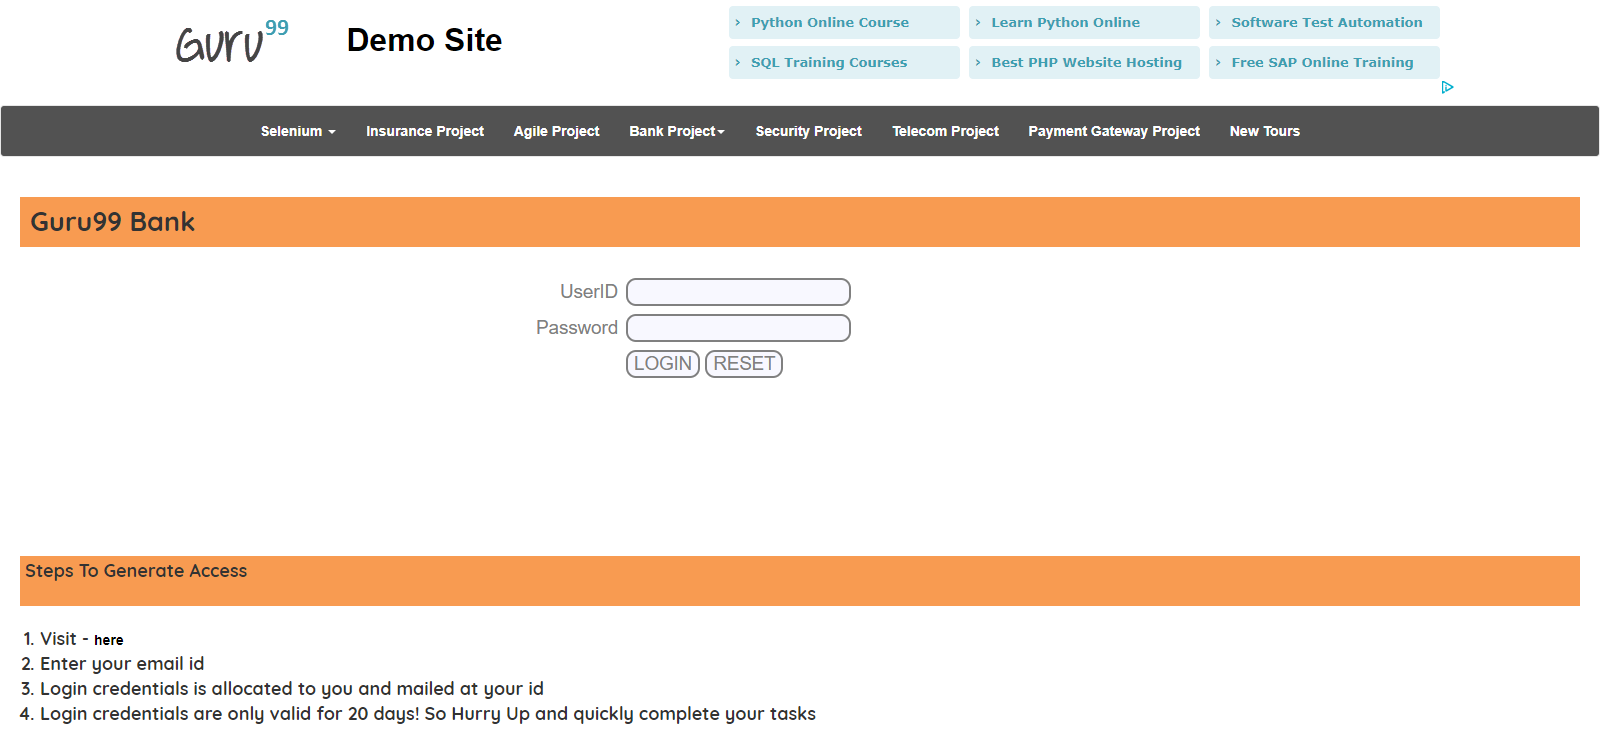 Guru99
Demo Site
› Python Online Course
› Learn Python Online
› Software Test Automation
› SQL Training Courses
› Best PHP Website Hosting
› Free SAP Online Training
Selenium Insurance Project Agile Project Bank Project Security Project Telecom Project Payment Gateway Project New Tours
Guru99 Bank
UserID
Password
LOGIN RESET
Steps To Generate Access
1. Visit - here
2. Enter your email id
3. Login credentials is allocated to you and mailed at your id
4. Login credentials are only valid for 20 days! So Hurry Up and quickly complete your tasks